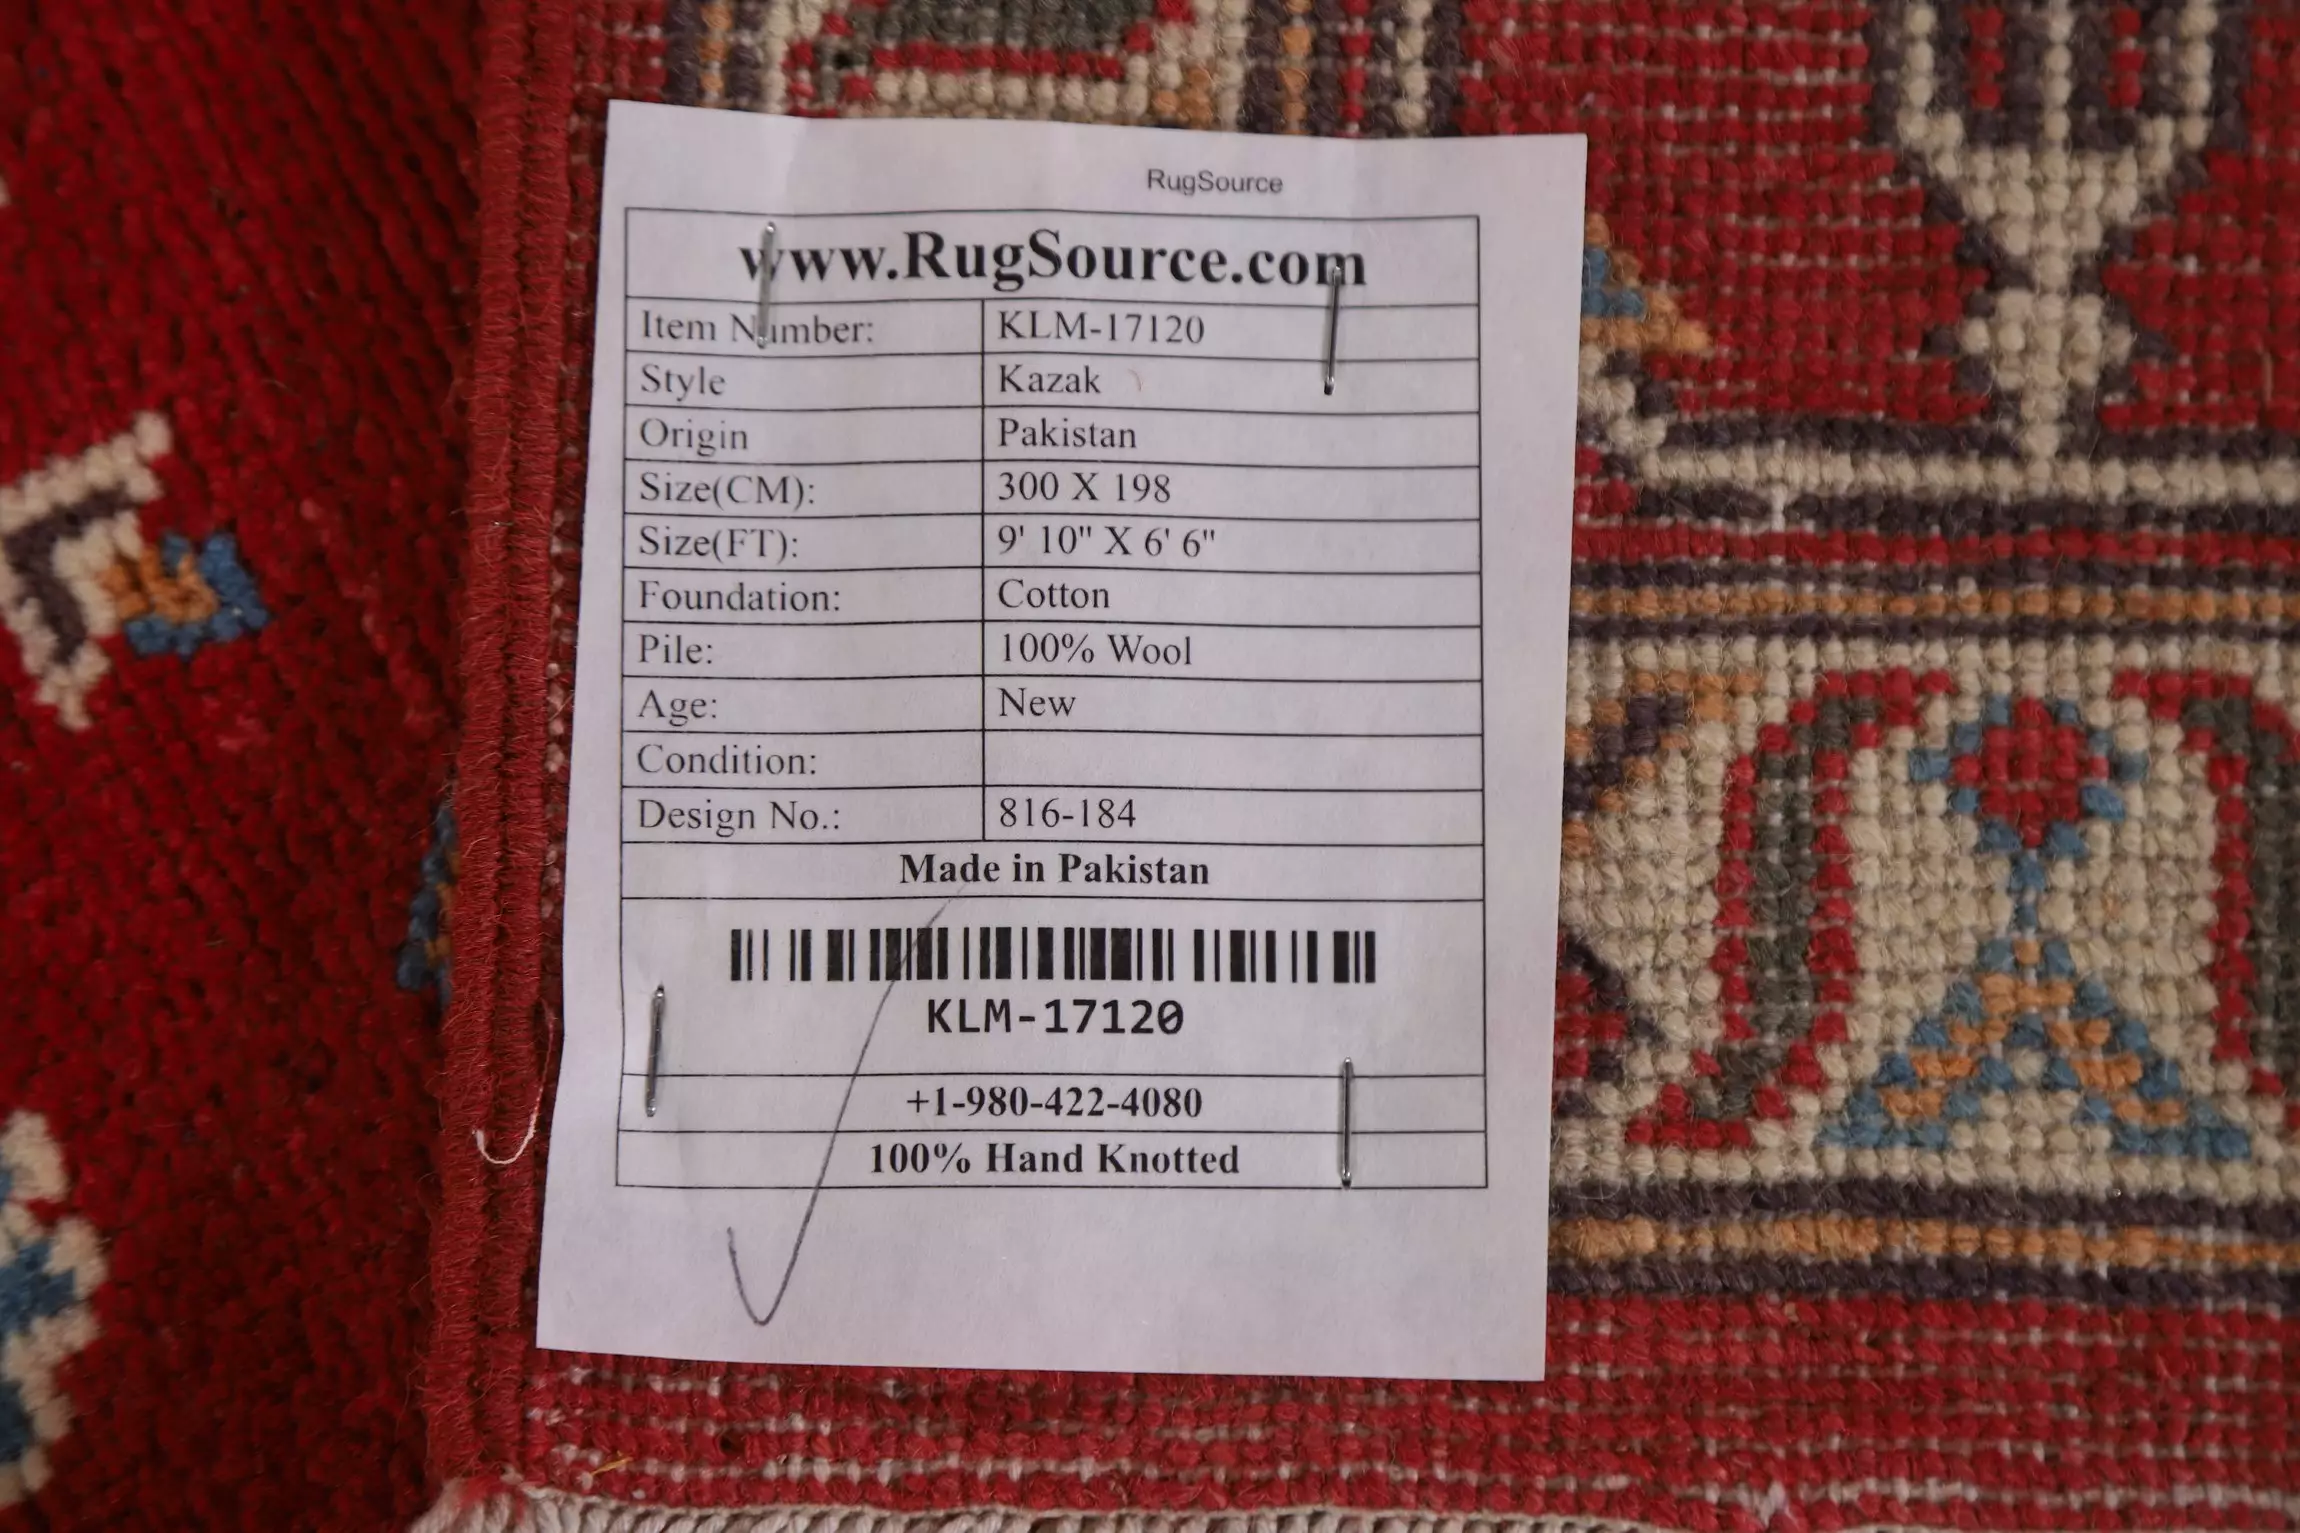 RugSource
www.RugSource.com
Item Number: KLM-17120
Style Kazak
Origin Pakistan
Size(CM): 300 X 198
Size(FT): 9' 10" X 6' 6"
Foundation: Cotton
Pile: 100% Wool
Age: New
Condition:
Design No.: 816-184
Made in Pakistan
KLM-17120
+1-980-422-4080
100% Hand Knotted